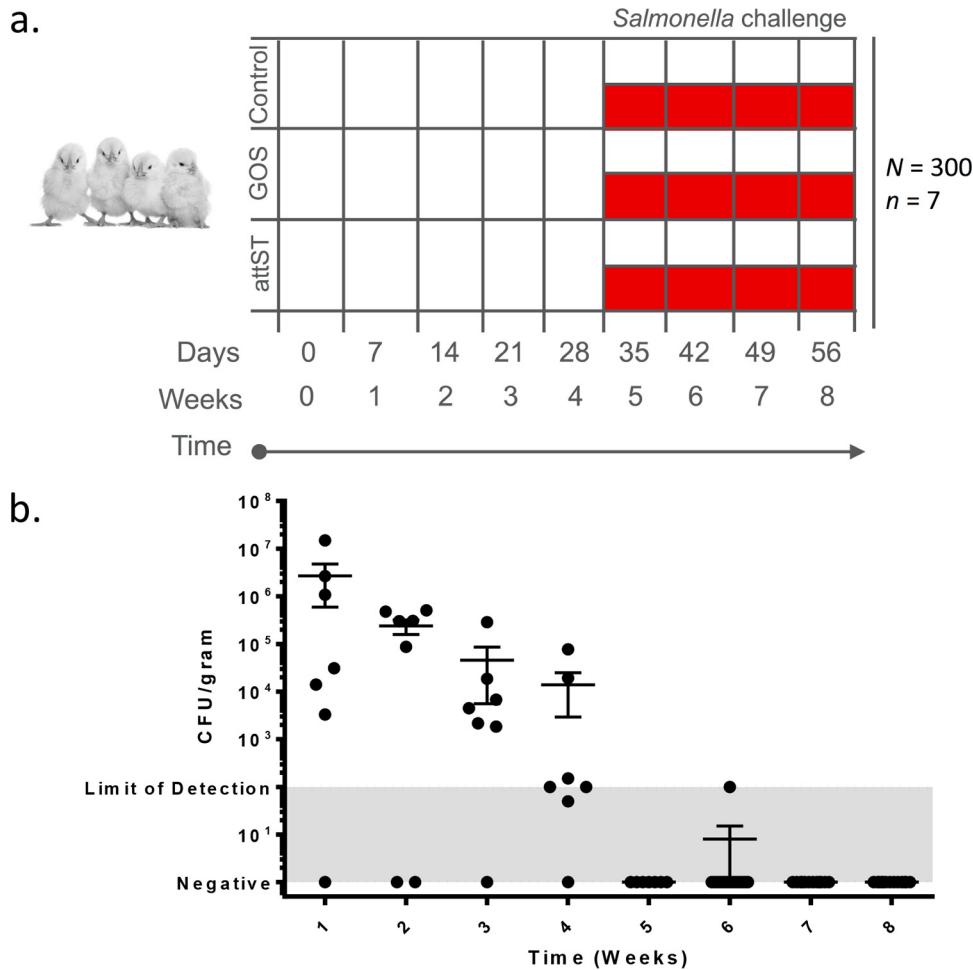 a.
Salmonella challenge
Control
GOS
attST
N = 300
n = 7
Days 0 7 14 21 28 35 42 49 56
Weeks 0 1 2 3 4 5 6 7 8
Time
b.
CFU/gram
10⁸
10⁷
10⁶
10⁵
10⁴
10³
Limit of Detection
10¹
Negative
1 2 3 4 5 6 7 8
Time (Weeks)